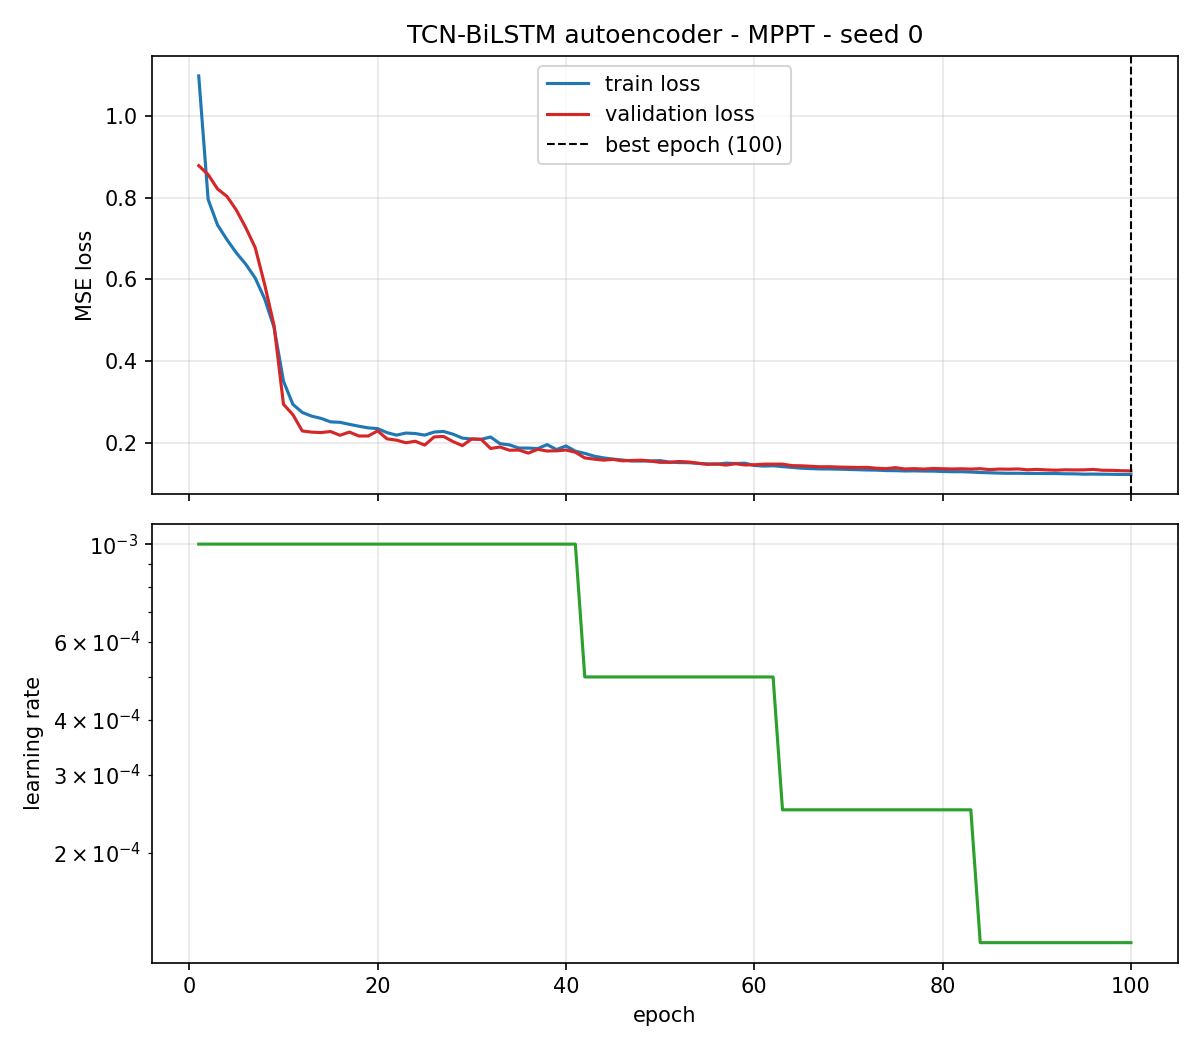 TCN-BiLSTM autoencoder - MPPT - seed 0
train loss
validation loss
best epoch (100)
MSE loss
1.0
0.8
0.6
0.4
0.2
learning rate
10⁻³
6 × 10⁻⁴
4 × 10⁻⁴
3 × 10⁻⁴
2 × 10⁻⁴
0 20 40 60 80 100
epoch